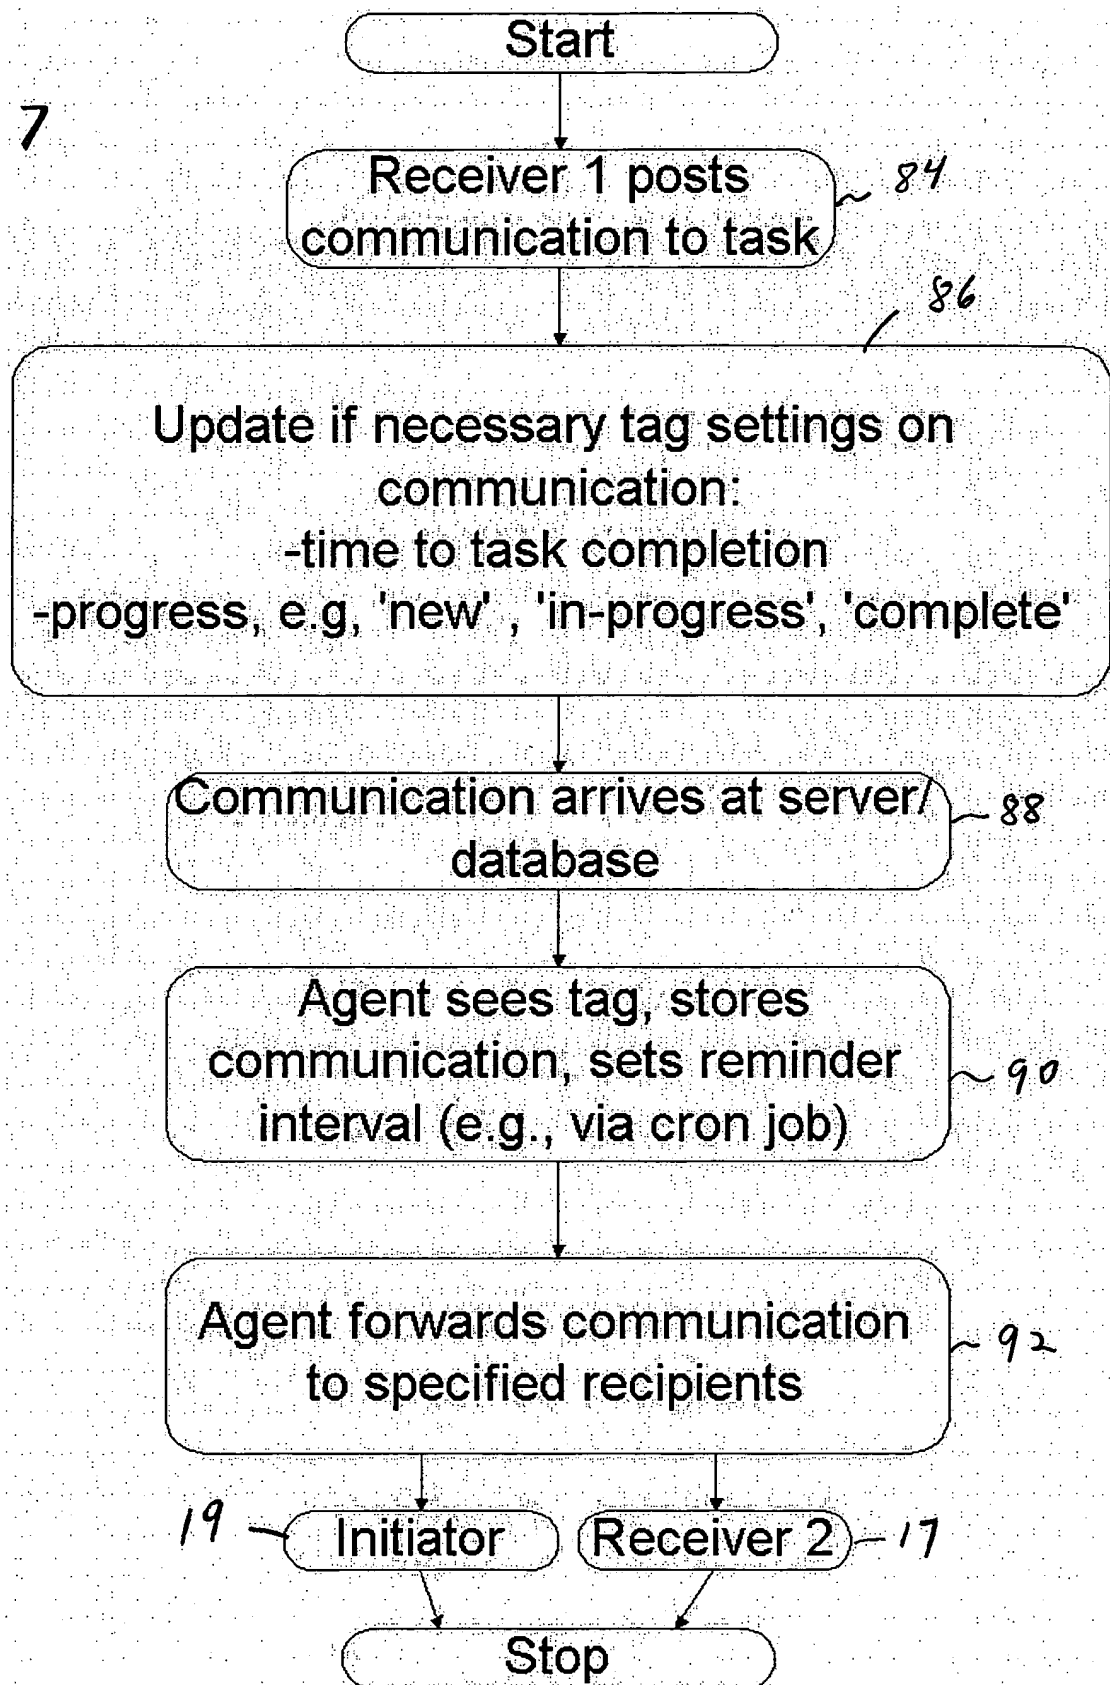 Start
7
Receiver 1 posts
communication to task
84
86
Update if necessary tag settings on
communication:
-time to task completion
-progress, e.g, 'new' , 'in-progress', 'complete'
Communication arrives at server/
database
88
Agent sees tag, stores
communication, sets reminder
interval (e.g., via cron job)
90
Agent forwards communication
to specified recipients
92
19
Initiator
Receiver 2
17
Stop